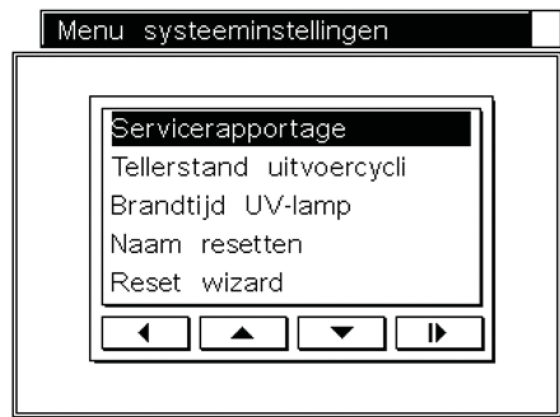 Menu systeeminstellingen
Servicerapportage
Tellerstand uitvoercycli
Brandtijd UV-lamp
Naam resetten
Reset wizard